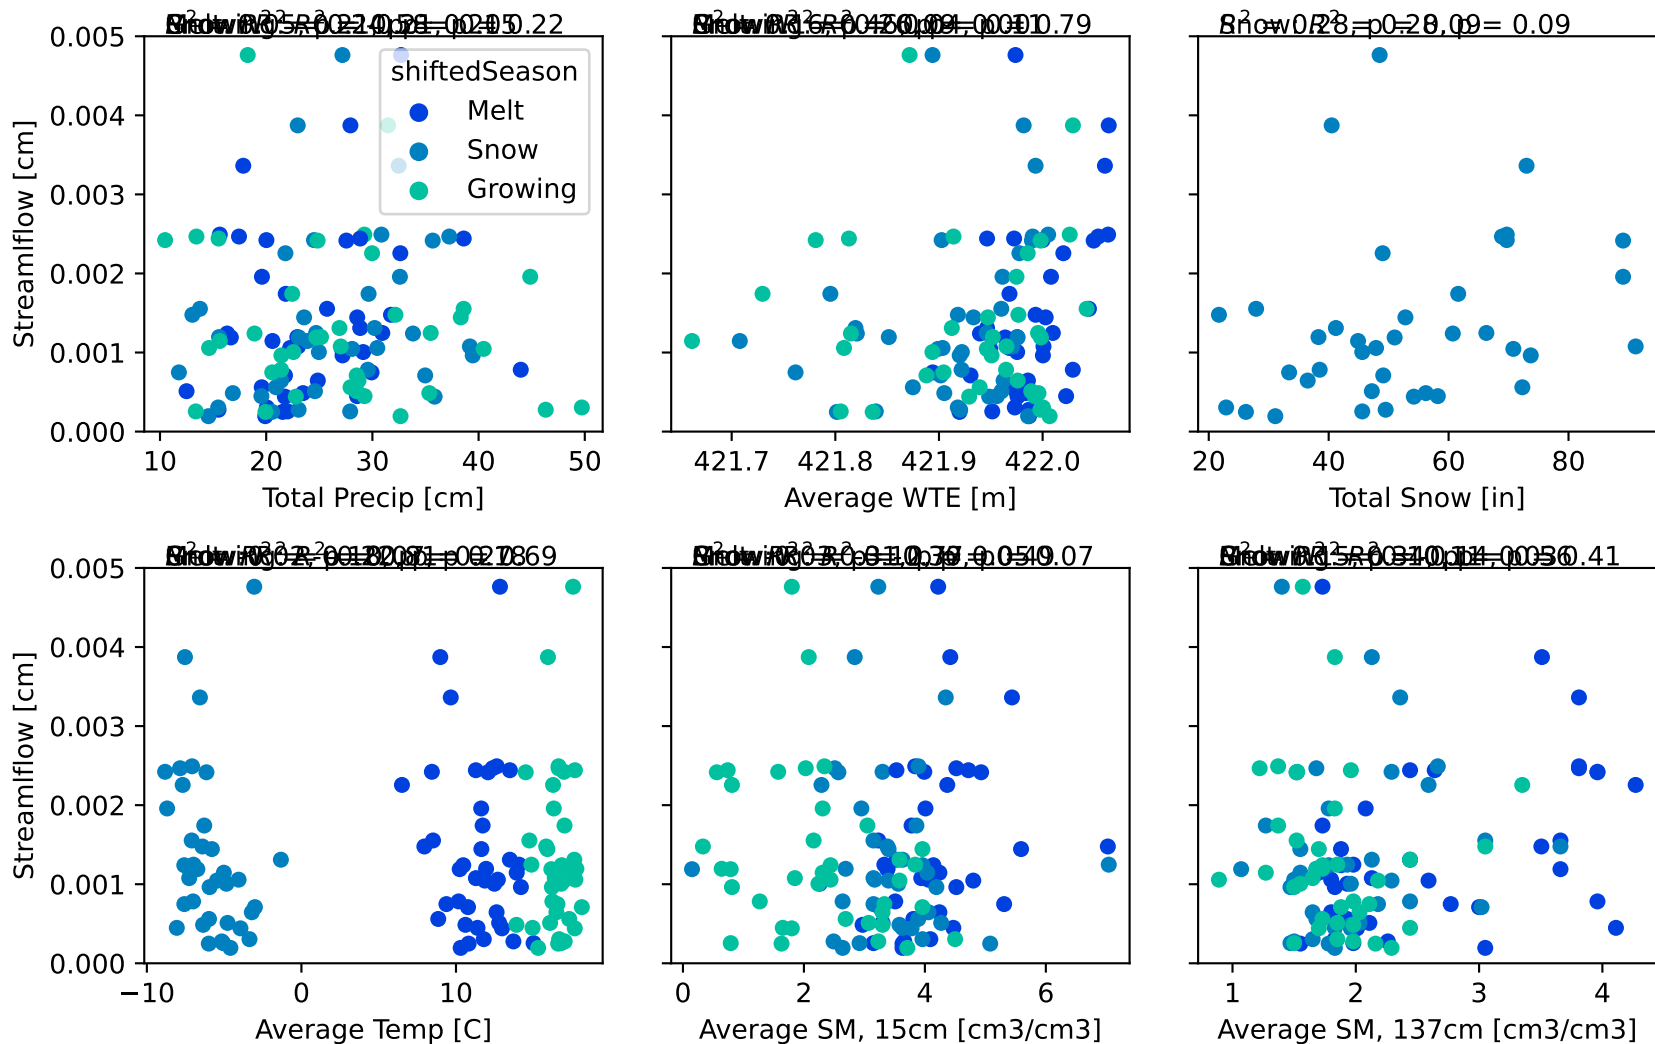 0.005
0.004
0.003
0.002
0.001
0.000
Streamlflow [cm]
shiftedSeason
Melt
Snow
Growing
10 20 30 40 50
Total Precip [cm]
421.7 421.8 421.9 422.0
Average WTE [m]
20 40 60 80
Total Snow [in]
0.005
0.004
0.003
0.002
0.001
0.000
Streamlflow [cm]
−10 0 10
Average Temp [C]
0 2 4 6
Average SM, 15cm [cm3/cm3]
1 2 3 4
Average SM, 137cm [cm3/cm3]